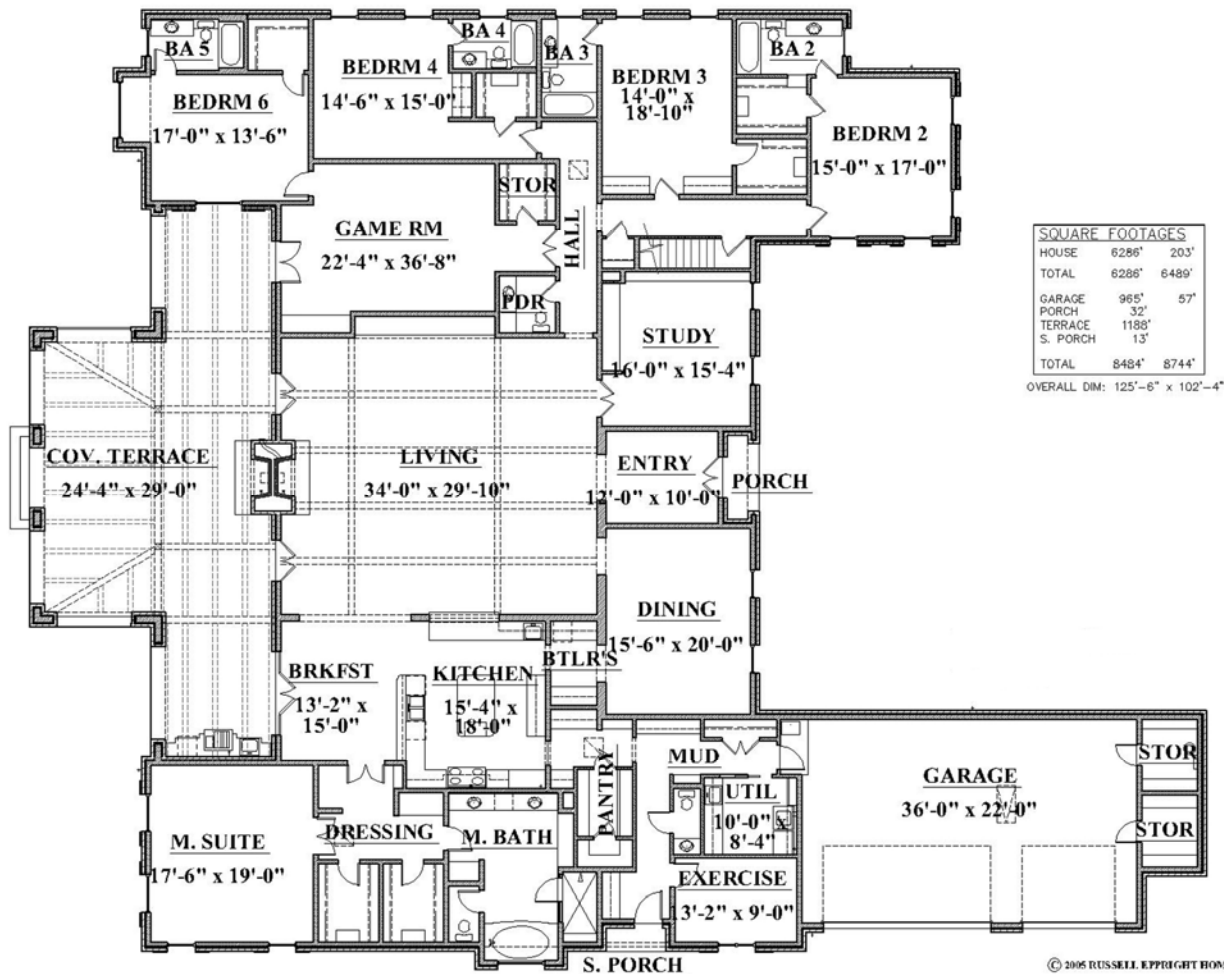 BA 5
BA 4
BA 3
BA 2
BEDRM 6
17'-0" x 13'-6"
BEDRM 4
14'-6" x 15'-0"
BEDRM 3
14'-0" x
18'-10"
BEDRM 2
15'-0" x 17'-0"
STOR
GAME RM
22'-4" x 36'-8"
HALL
PDR
STUDY
16'-0" x 15'-4"
SQUARE FOOTAGES
HOUSE 6286' 203'
TOTAL 6286' 6489'
GARAGE 965' 57'
PORCH 32'
TERRACE 1188'
S. PORCH 13'
TOTAL 8484' 8744'
OVERALL DIM: 125'-6" x 102'-4"
COV. TERRACE
24'-4" x 29'-0"
LIVING
34'-0" x 29'-10"
ENTRY
12'-0" x 10'-0"
PORCH
DINING
15'-6" x 20'-0"
BRKFST
13'-2" x
15'-0"
KITCHEN
15'-4" x
18'-0"
BTLR'S
PANTRY
MUD
UTIL
10'-0" x
8'-4"
GARAGE
36'-0" x 22'-0"
STOR
STOR
M. SUITE
17'-6" x 19'-0"
DRESSING
M. BATH
EXERCISE
13'-2" x 9'-0"
S. PORCH
© 2005 RUSSELL EPPRIGHT HOM